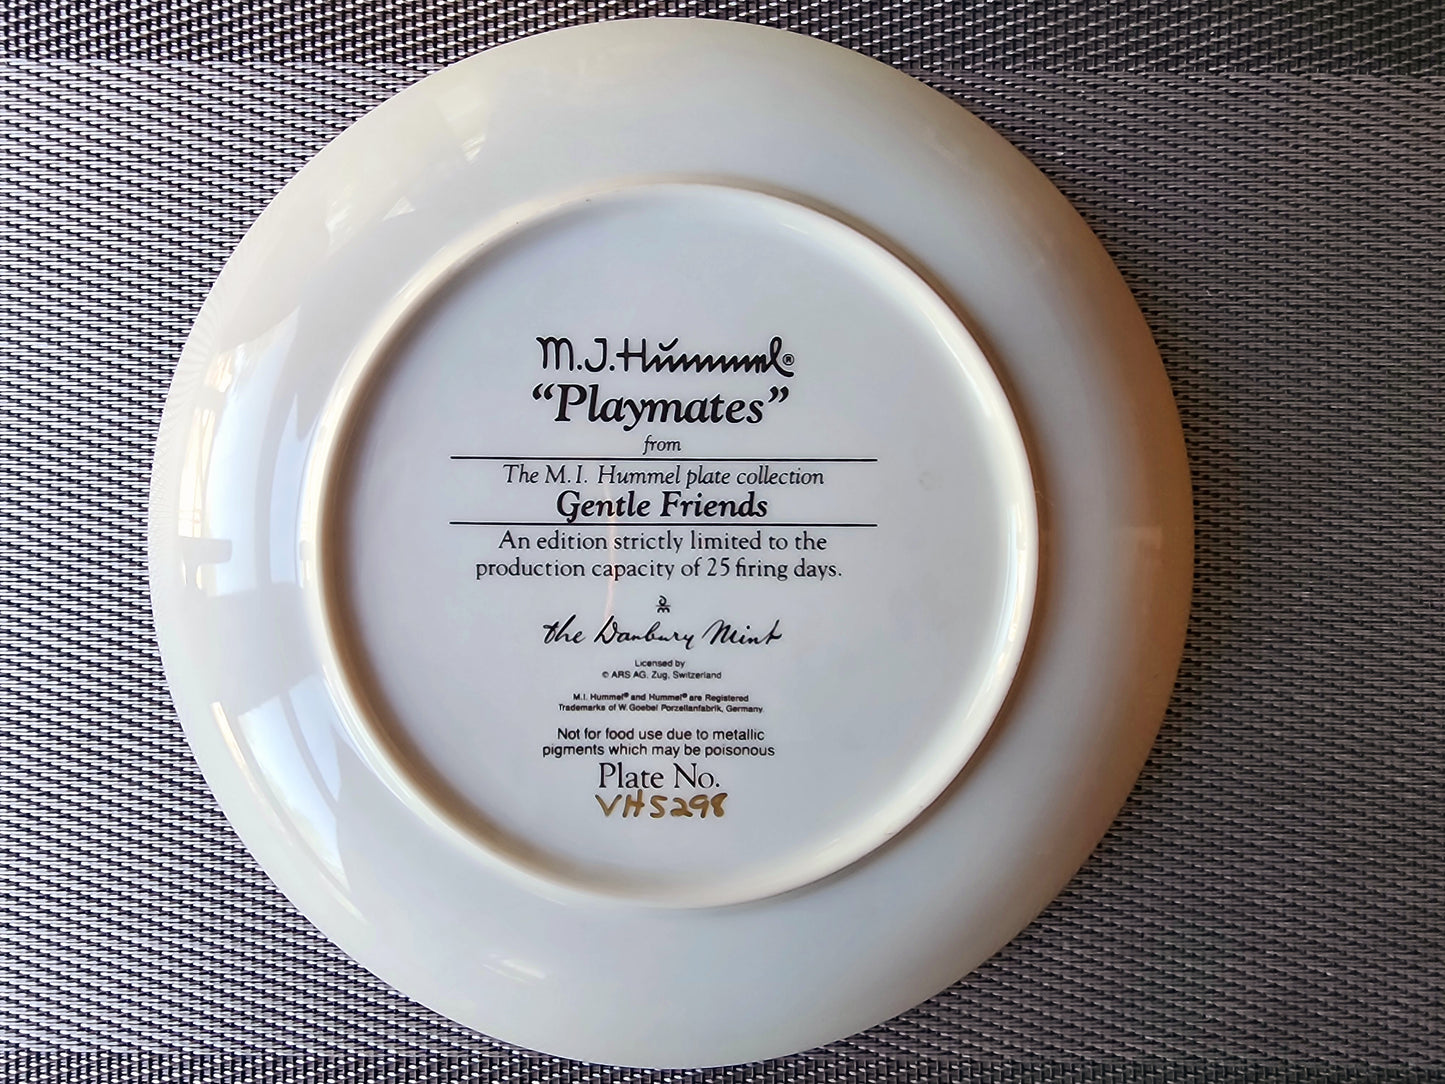 M.J.Hummel®
“Playmates”
from
The M.I. Hummel plate collection
Gentle Friends
An edition strictly limited to the
production capacity of 25 firing days.
the Danbury Mint
Licensed by
© ARS AG, Zug, Switzerland
M.I. Hummel® and Hummel® are Registered
Trademarks of W. Goebel Porzellanfabrik, Germany
Not for food use due to metallic
pigments which may be poisonous
Plate No.
VH5298